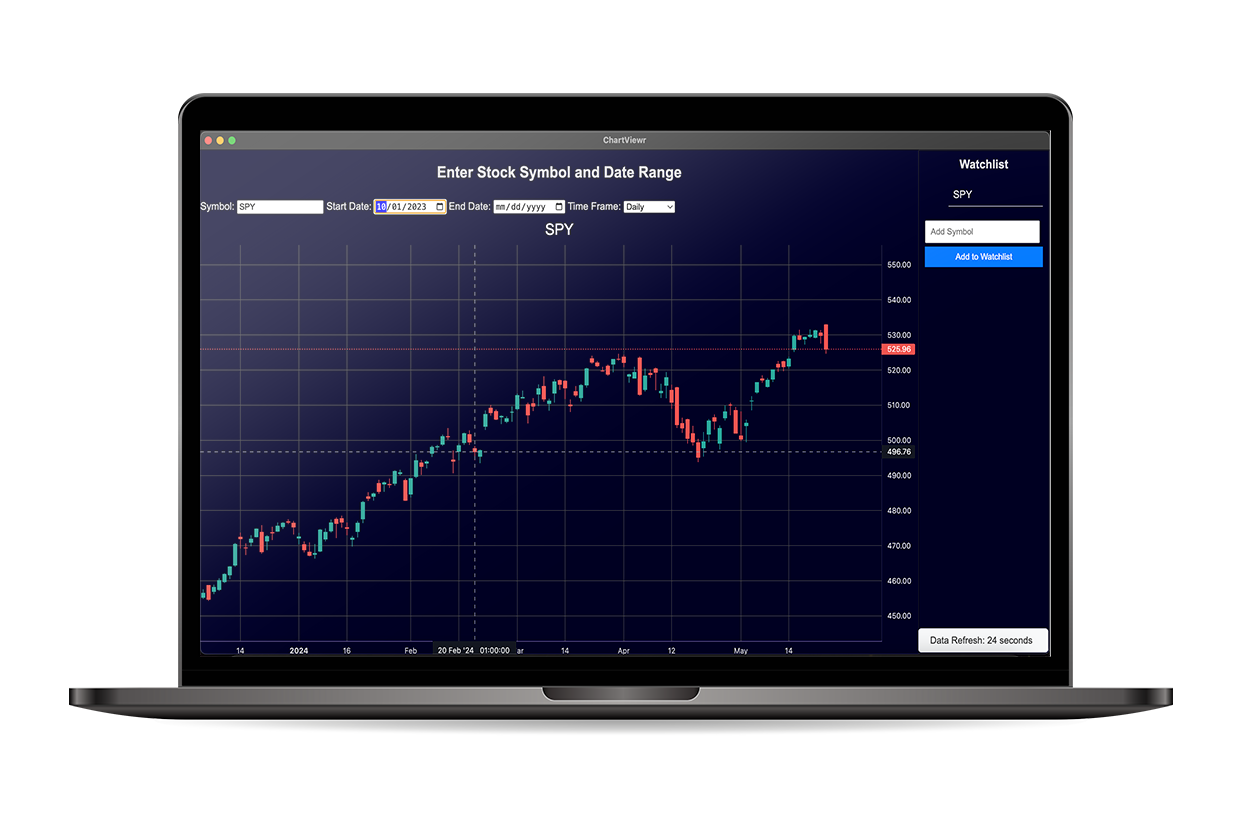 ChartViewr
Enter Stock Symbol and Date Range
Symbol: SPY Start Date: 10/01/2023 End Date: mm/dd/yyyy Time Frame: Daily
SPY
550.00
540.00
530.00
525.96
520.00
510.00
500.00
496.76
490.00
480.00
470.00
460.00
450.00
14 2024 16 Feb 20 Feb '24 01:00:00 ar 14 Apr 12 May 14
Watchlist
SPY
Add Symbol
Add to Watchlist
Data Refresh: 24 seconds